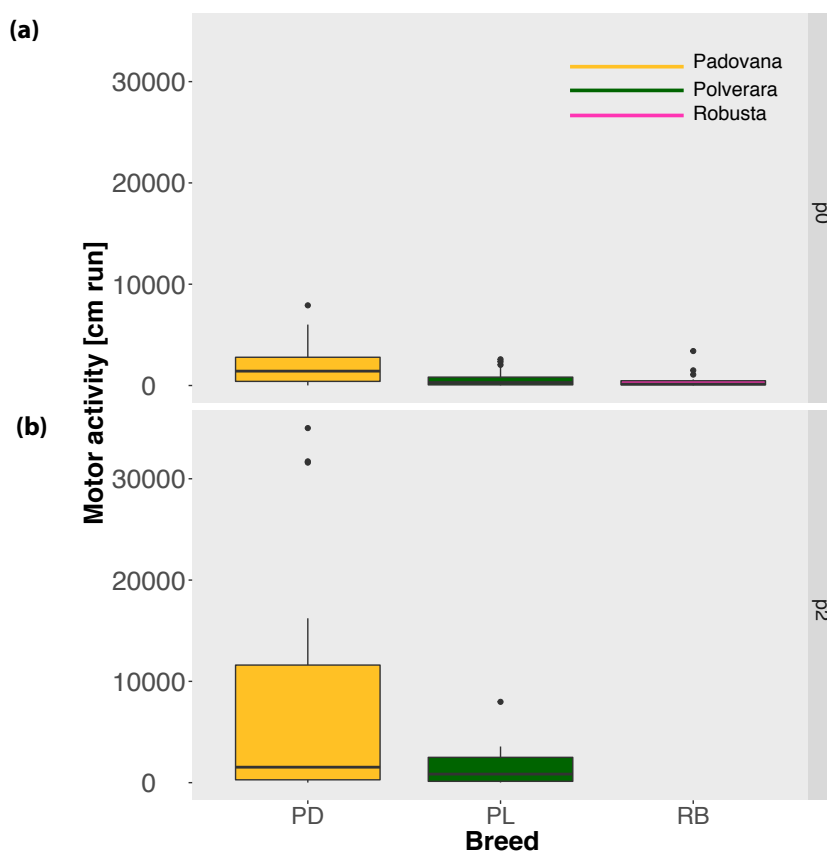 (a)
30000
20000
10000
0
Padovana
Polverara
Robusta
p0
(b)
30000
20000
10000
0
p2
Motor activity [cm run]
PD PL RB
Breed